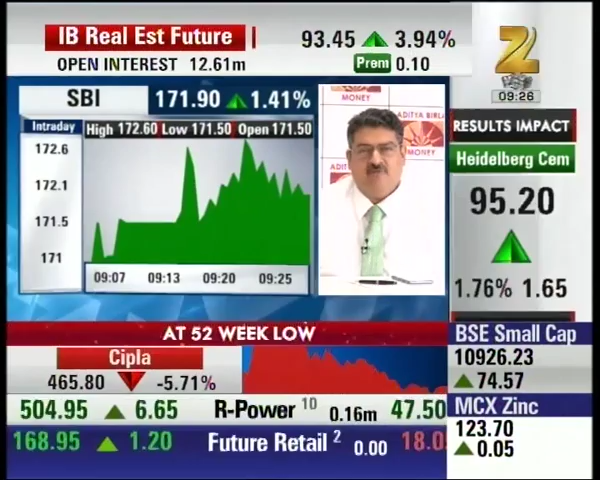 IB Real Est Future
93.45 3.94%
OPEN INTEREST 12.61m
Prem 0.10
Z
09:26
SBI 171.90 1.41%
Intraday High 172.60 Low 171.50 Open 171.50
172.6
172.1
171.5
171
09:07 09:13 09:20 09:25
MONEY
ADITYA BIRLA
MONEY
ADIT
RESULTS IMPACT
Heidelberg Cem
95.20
1.76% 1.65
AT 52 WEEK LOW
Cipla
465.80 -5.71%
BSE Small Cap
10926.23
74.57
504.95 6.65 R-Power 10 0.16m 47.50
MCX Zinc
123.70
0.05
168.95 1.20 Future Retail 2 0.00 18.0